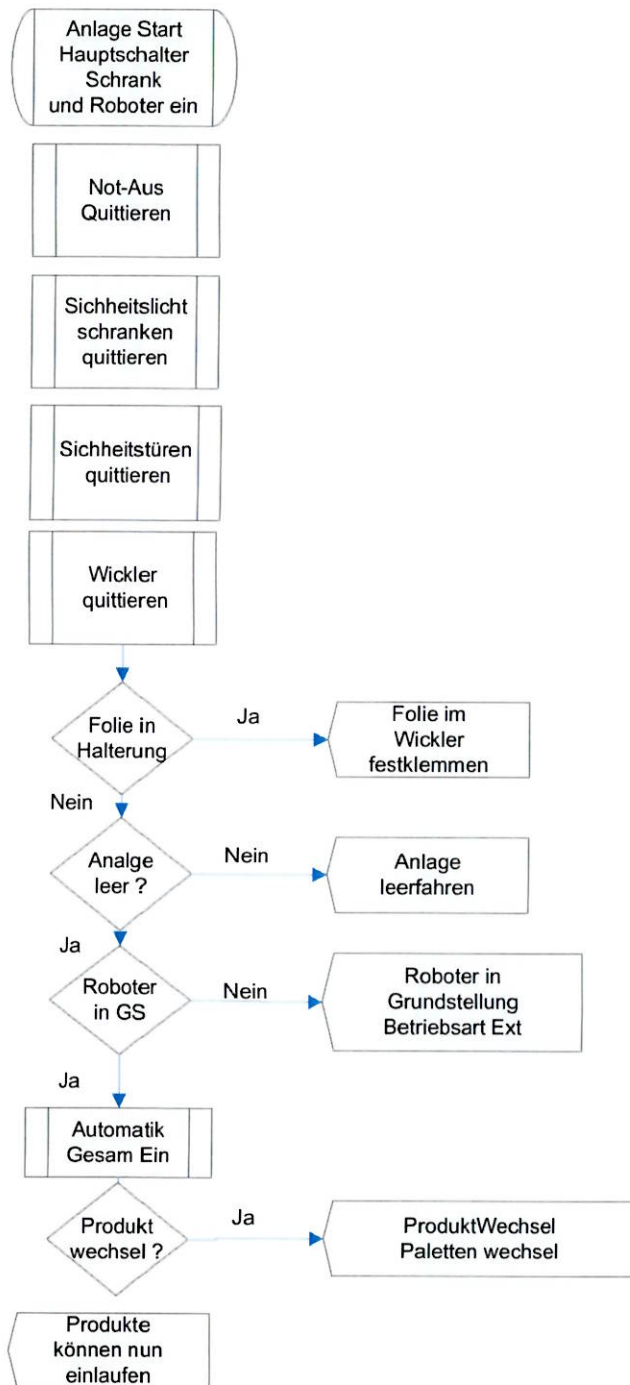 Anlage Start
Hauptschalter
Schrank
und Roboter ein
Not-Aus
Quittieren
Sichheitslicht
schranken
quittieren
Sichheitstüren
quittieren
Wickler
quittieren
Folie in
Halterung
Ja
Folie im
Wickler
festklemmen
Nein
Analge
leer ?
Nein
Anlage
leerfahren
Ja
Roboter
in GS
Nein
Roboter in
Grundstellung
Betriebsart Ext
Ja
Automatik
Gesam Ein
Produkt
wechsel ?
Ja
ProduktWechsel
Paletten wechsel
Produkte
können nun
einlaufen